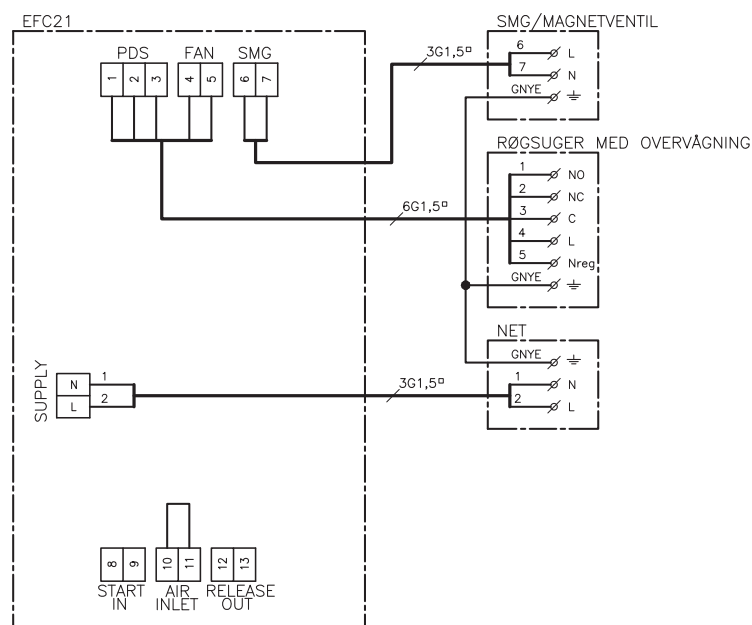 EFC21
PDS FAN SMG
1 2 3 4 5 6 7
SMG/MAGNETVENTIL
3G1,5□
6 L
7 N
GNYE
RØGSUGER MED OVERVÅGNING
6G1,5□
1 NO
2 NC
3 C
4 L
5 Nreg
GNYE
NET
GNYE
3G1,5□
1 N
2 L
SUPPLY
N 1
L 2
8 9 10 11 12 13
START IN
AIR INLET
RELEASE OUT